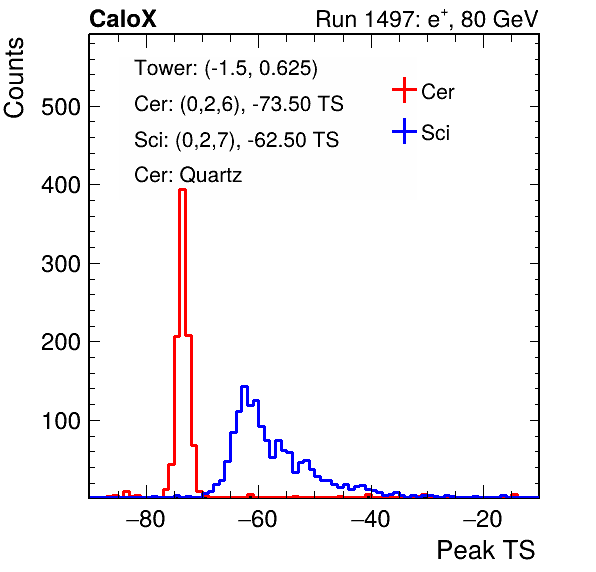 CaloX Run 1497: e⁺, 80 GeV
Counts
Tower: (-1.5, 0.625)
Cer: (0,2,6), -73.50 TS
Sci: (0,2,7), -62.50 TS
Cer: Quartz
Cer
Sci
500
400
300
200
100
−80 −60 −40 −20
Peak TS